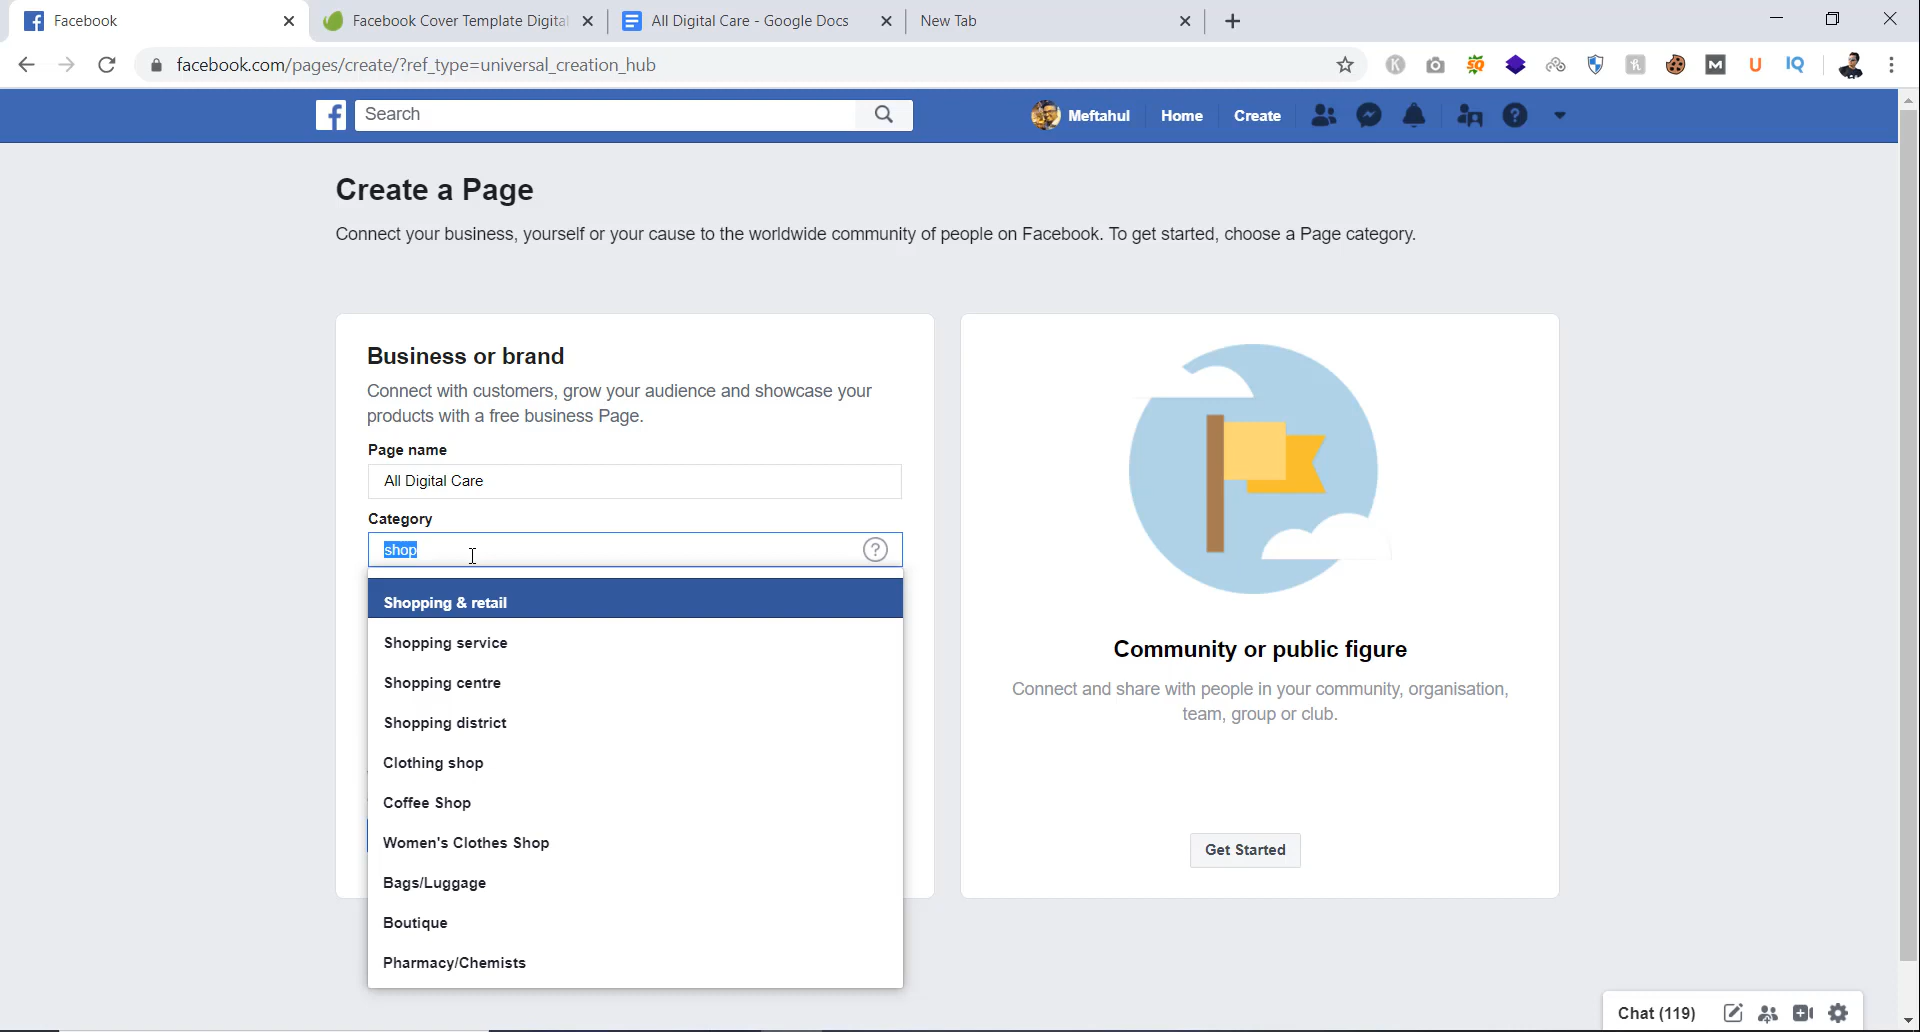 Facebook
Facebook Cover Template Digital
All Digital Care - Google Docs
New Tab
facebook.com/pages/create/?ref_type=universal_creation_hub
Search
Meftahul
Home
Create
Create a Page
Connect your business, yourself or your cause to the worldwide community of people on Facebook. To get started, choose a Page category.
Business or brand
Connect with customers, grow your audience and showcase your
products with a free business Page.
Page name
All Digital Care
Category
shop
Shopping & retail
Shopping service
Shopping centre
Shopping district
Clothing shop
Coffee Shop
Women's Clothes Shop
Bags/Luggage
Boutique
Pharmacy/Chemists
Community or public figure
Connect and share with people in your community, organisation,
team, group or club.
Get Started
Chat (119)